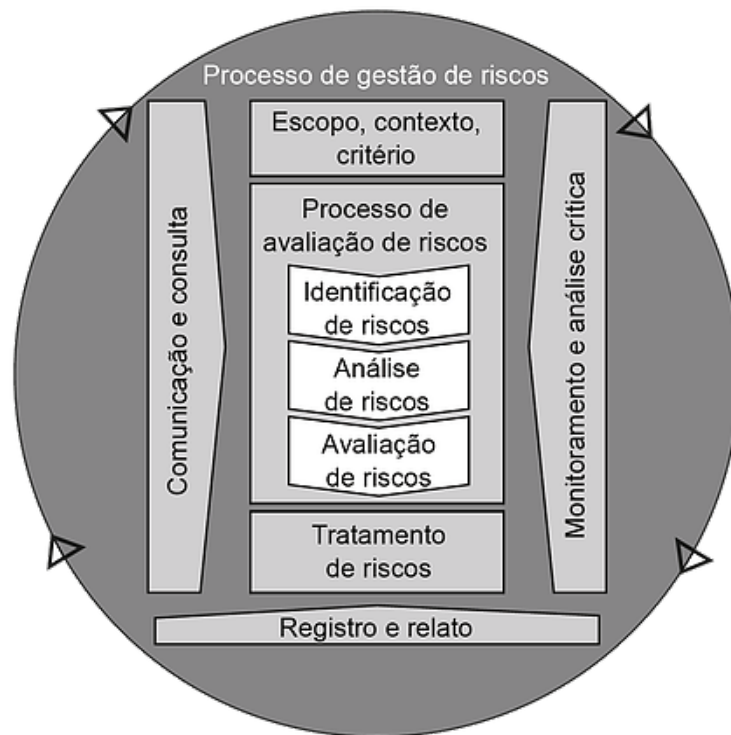 Processo de gestão de riscos
Escopo, contexto,
critério
Processo de
avaliação de riscos
Identificação
de riscos
Análise
de riscos
Avaliação
de riscos
Tratamento
de riscos
Comunicação e consulta
Monitoramento e análise crítica
Registro e relato